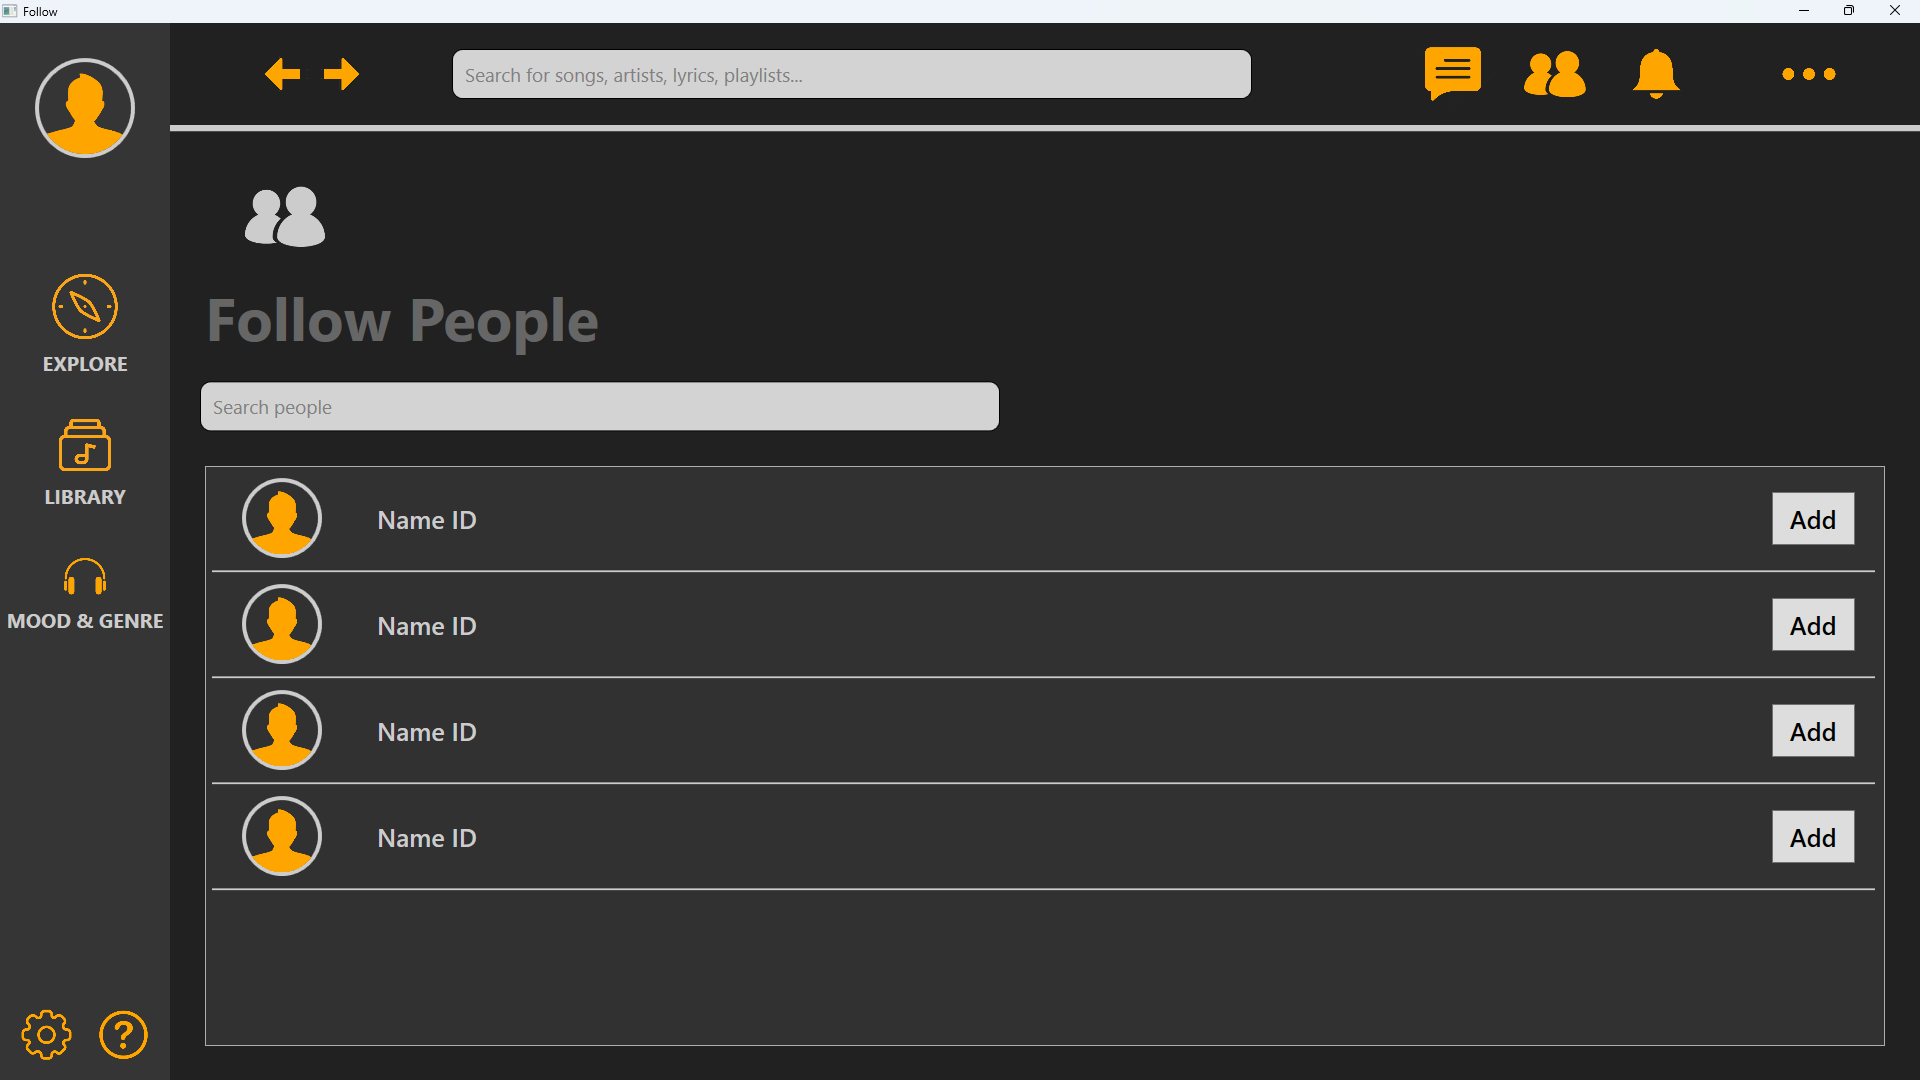 Follow
Search for songs, artists, lyrics, playlists...
Follow People
EXPLORE
Search people
LIBRARY
Name ID Add
MOOD & GENRE
Name ID Add
Name ID Add
Name ID Add
?